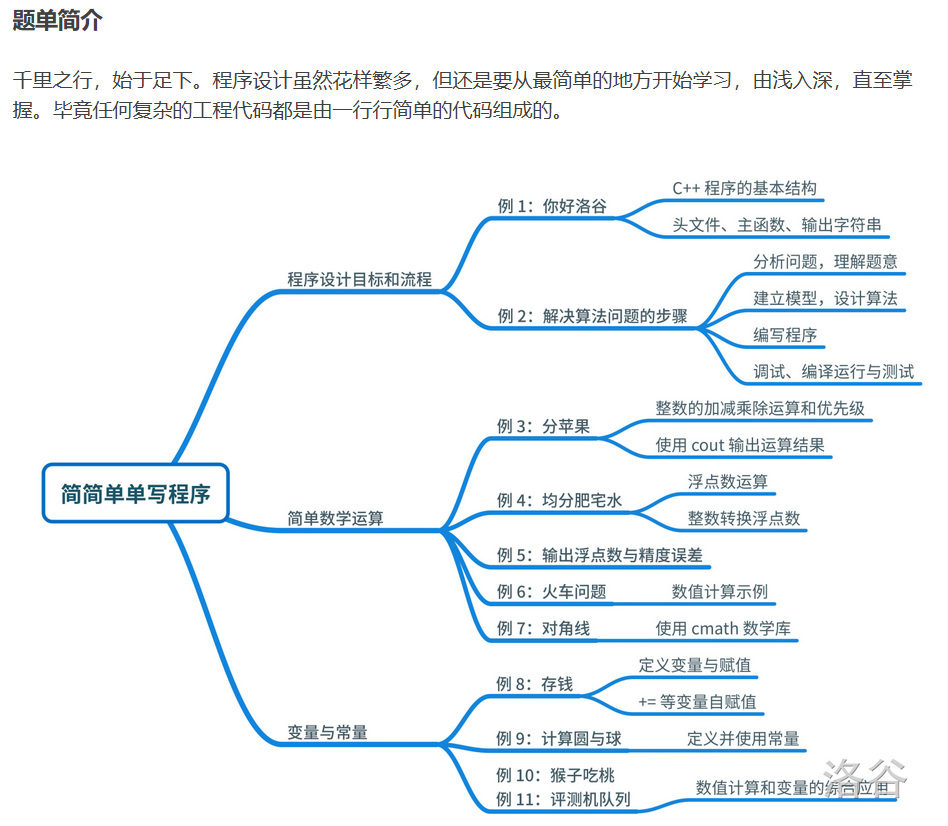 题单简介
千里之行，始于足下。程序设计虽然花样繁多，但还是要从最简单的地方开始学习，由浅入深，直至掌
握。毕竟任何复杂的工程代码都是由一行行简单的代码组成的。
简简单单写程序
程序设计目标和流程
例 1：你好洛谷
C++ 程序的基本结构
头文件、主函数、输出字符串
例 2：解决算法问题的步骤
分析问题，理解题意
建立模型，设计算法
编写程序
调试、编译运行与测试
简单数学运算
例 3：分苹果
整数的加减乘除运算和优先级
使用 cout 输出运算结果
例 4：均分肥宅水
浮点数运算
整数转换浮点数
例 5：输出浮点数与精度误差
例 6：火车问题
数值计算示例
例 7：对角线
使用 cmath 数学库
变量与常量
例 8：存钱
定义变量与赋值
+= 等变量自赋值
例 9：计算圆与球
定义并使用常量
例 10：猴子吃桃
例 11：评测机队列
数值计算和变量的综合应用
洛谷